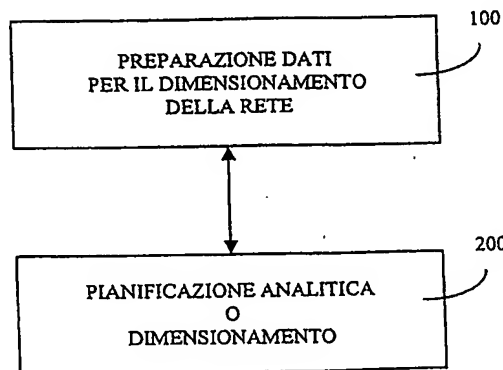 100
PREPARAZIONE DATI
PER IL DIMENSIONAMENTO
DELLA RETE
200
PIANIFICAZIONE ANALITICA
O
DIMENSIONAMENTO